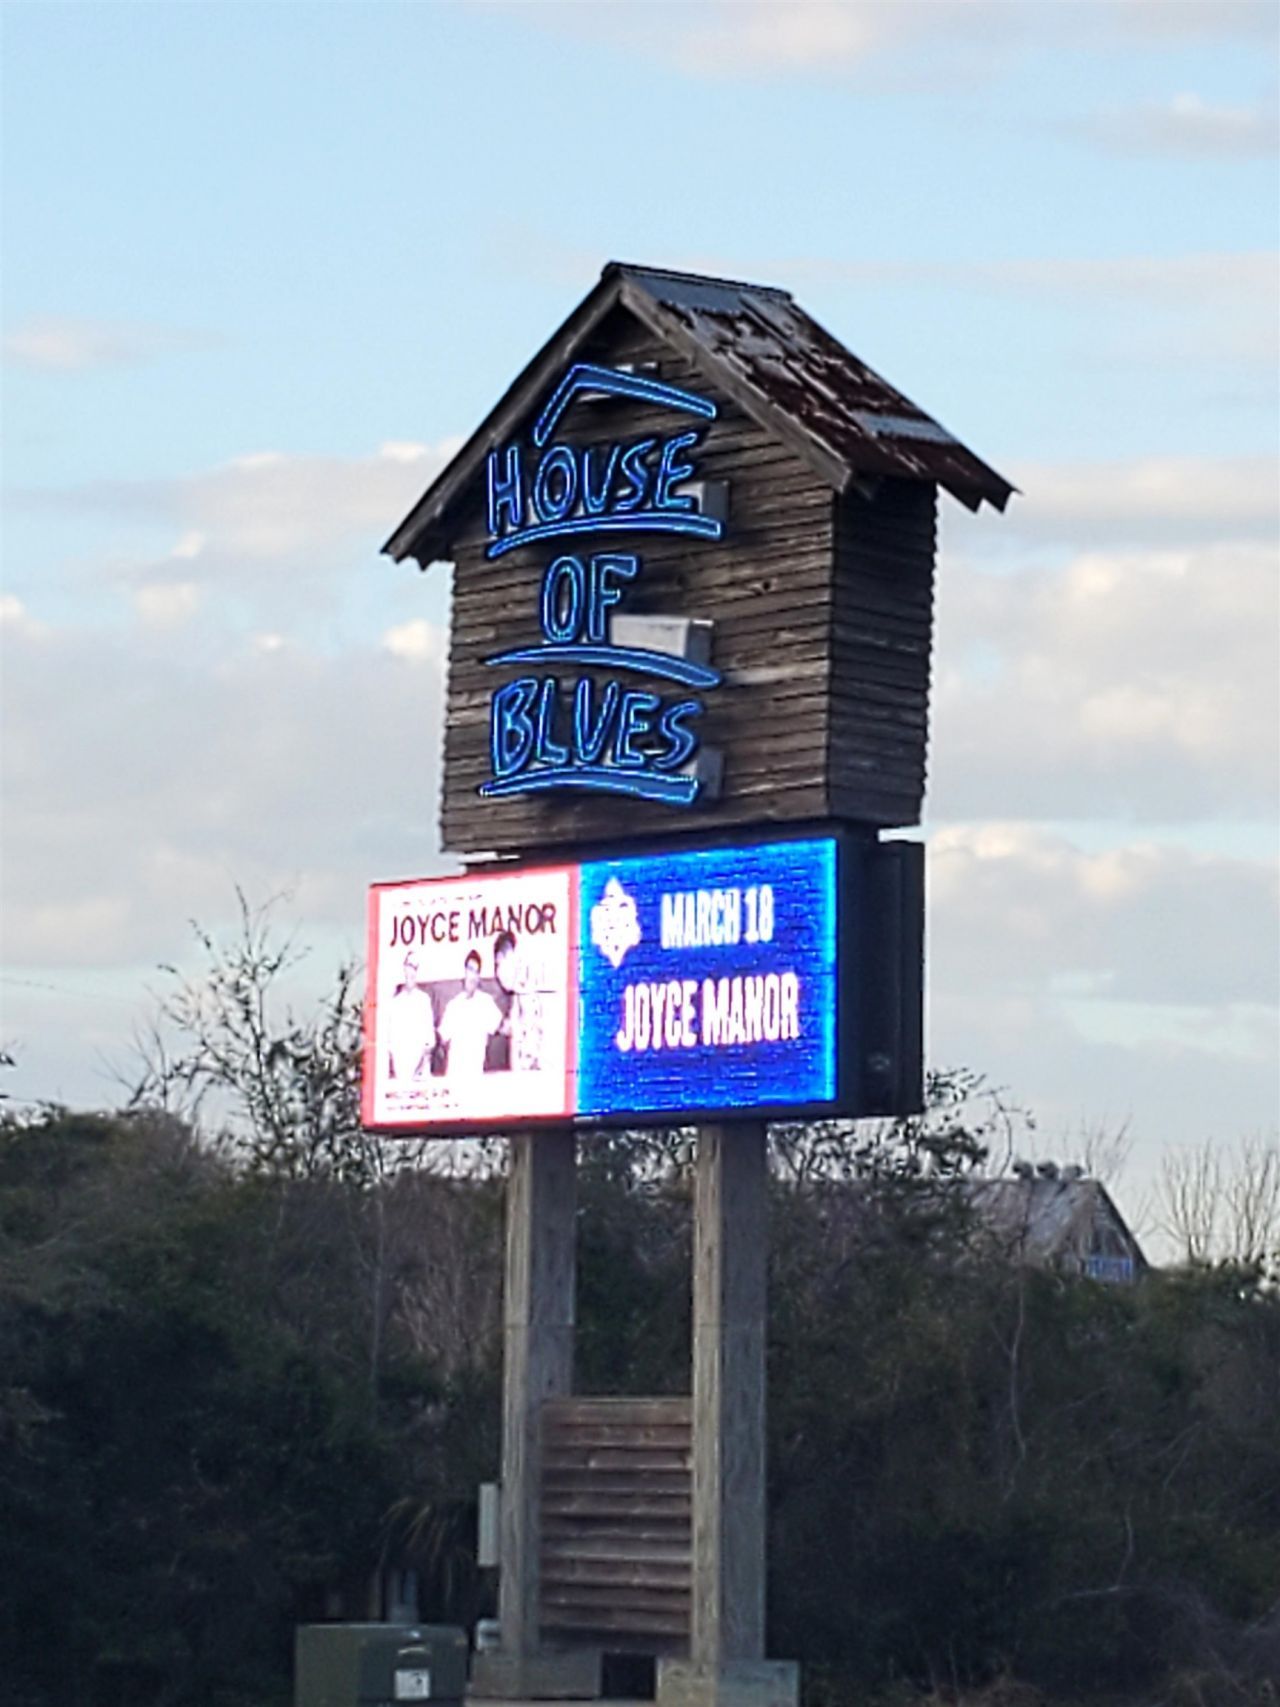 HOUSE
OF
BLUES
JOYCE MANOR
MARCH 18
JOYCE MANOR